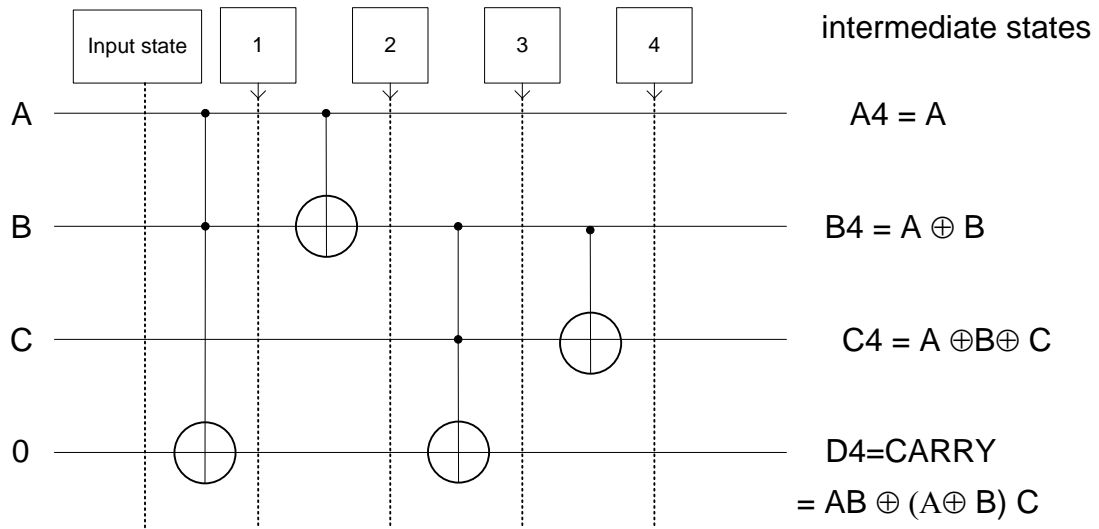 intermediate states
Input state 1 2 3 4
A A4 = A
B B4 = A ⊕ B
C C4 = A ⊕B⊕ C
0 D4=CARRY
= AB ⊕ (A⊕ B) C